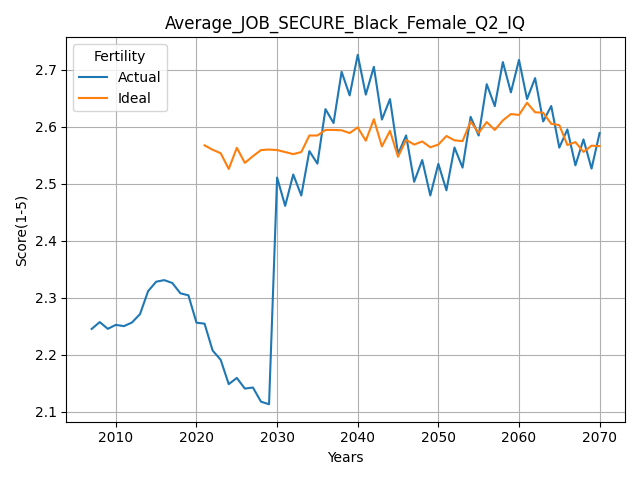 Average_JOB_SECURE_Black_Female_Q2_IQ
Fertility
Actual
Ideal
Score(1-5)
2.7
2.6
2.5
2.4
2.3
2.2
2.1
2010 2020 2030 2040 2050 2060 2070
Years